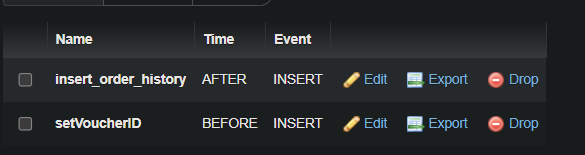 Name Time Event
insert_order_history AFTER INSERT Edit Export Drop
setVoucherID BEFORE INSERT Edit Export Drop